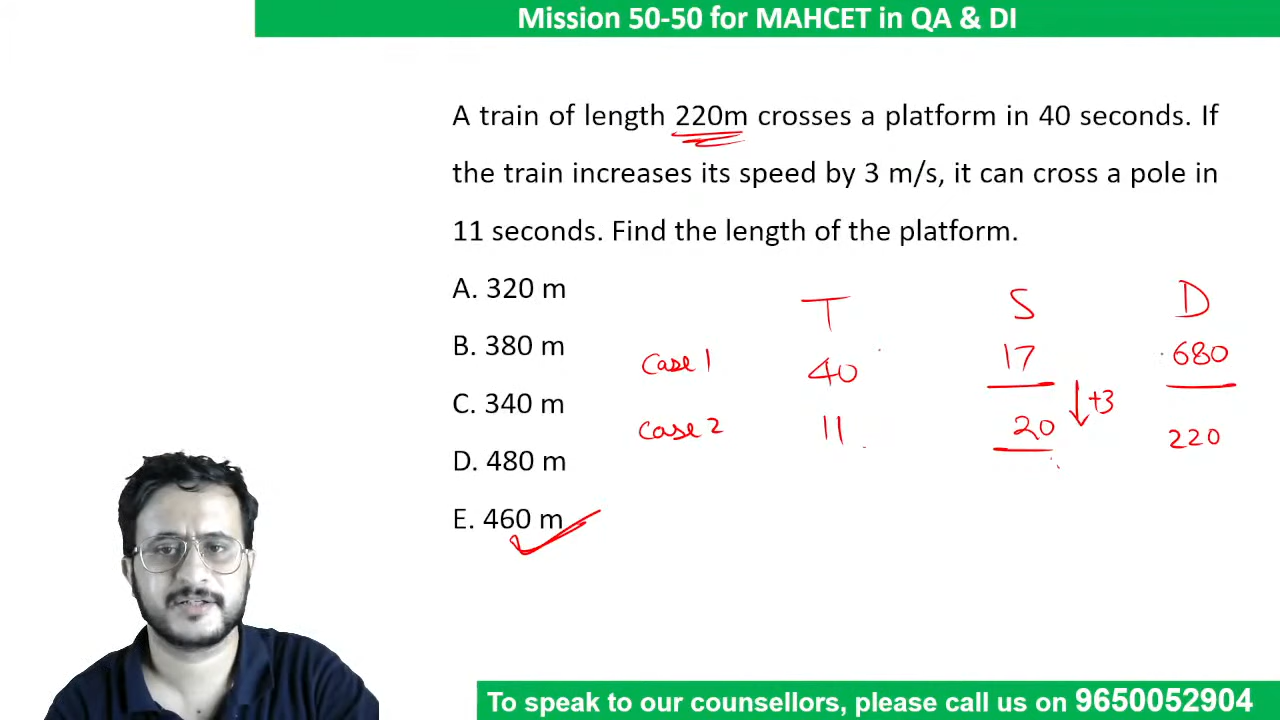 Mission 50-50 for MAHCET in QA & DI
A train of length 220m crosses a platform in 40 seconds. If
the train increases its speed by 3 m/s, it can cross a pole in
11 seconds. Find the length of the platform.
A. 320 m
B. 380 m
C. 340 m
D. 480 m
E. 460 m
T S D
Case 1 40 17 680
+3
Case 2 11 20 220
To speak to our counsellors, please call us on 9650052904